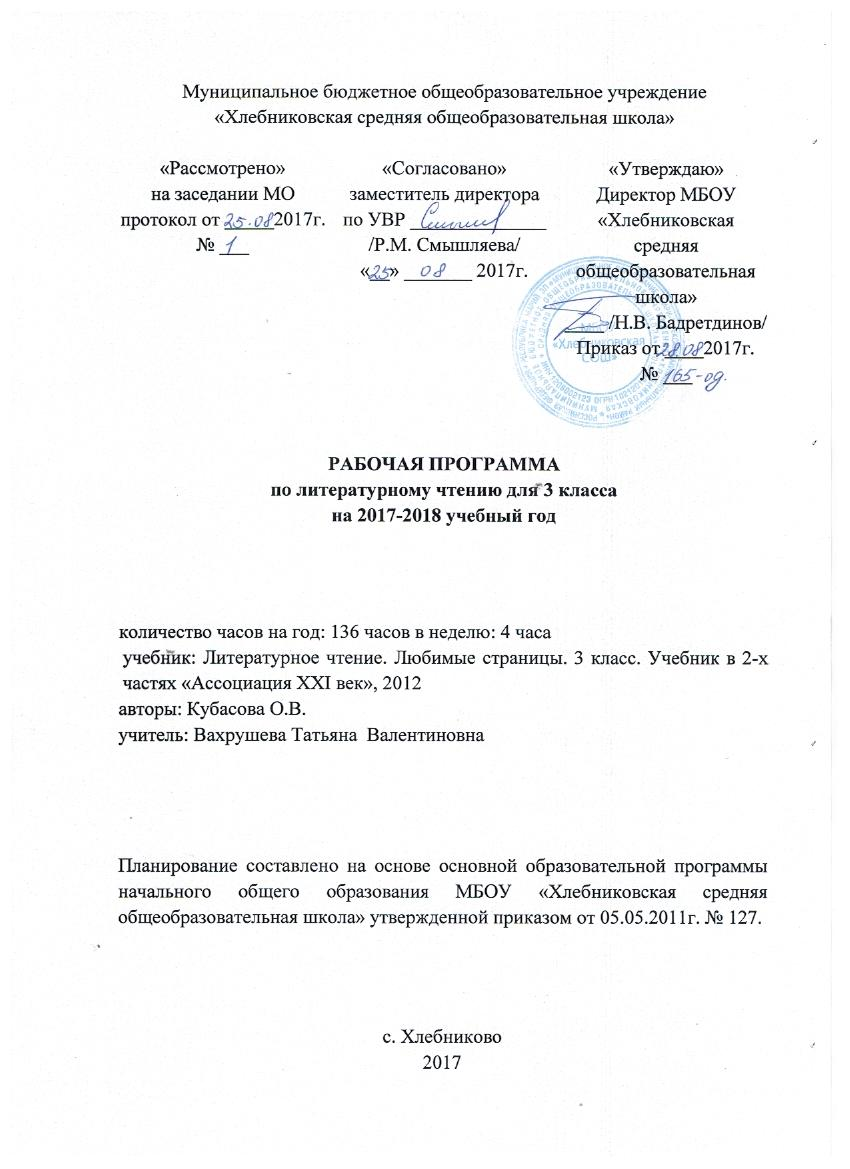 Муниципальное бюджетное общеобразовательное учреждение
«Хлебниковская средняя общеобразовательная школа»
«Рассмотрено»
на заседании МО
протокол от 25.08 2017г.
№ 1
«Согласовано»
заместитель директора
по УВР
/Р.М. Смышляева/
«25» 08 2017г.
«Утверждаю»
Директор МБОУ
«Хлебниковская
средняя
общеобразовательная
школа»
/Н.В. Бадретдинов/
Приказ от 28.08 2017г.
№ 165-од.
«Хлебниковская
СОШ»
РАБОЧАЯ ПРОГРАММА
по литературному чтению для 3 класса
на 2017-2018 учебный год
количество часов на год: 136 часов в неделю: 4 часа
учебник: Литературное чтение. Любимые страницы. 3 класс. Учебник в 2-х
частях «Ассоциация XXI век», 2012
авторы: Кубасова О.В.
учитель: Вахрушева Татьяна Валентиновна
Планирование составлено на основе основной образовательной программы
начального общего образования МБОУ «Хлебниковская средняя
общеобразовательная школа» утвержденной приказом от 05.05.2011г. № 127.
с. Хлебниково
2017